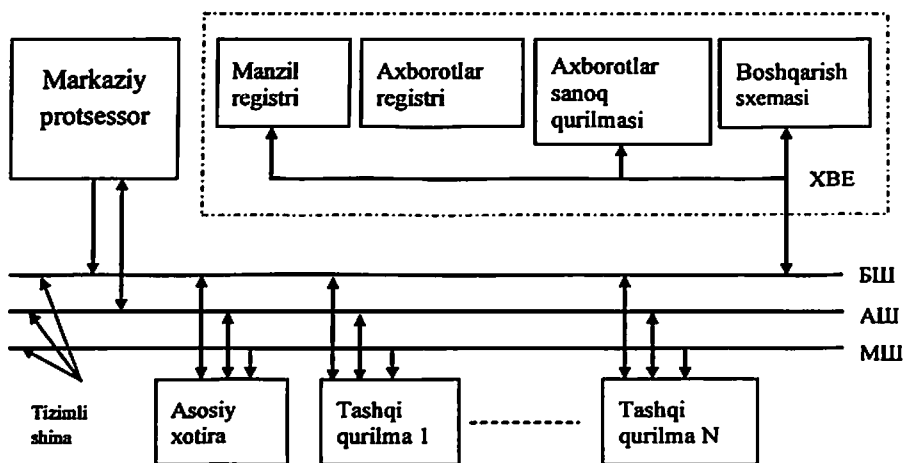 Markaziy
protsessor
Manzil
registri
Axborotlar
registri
Axborotlar
sanoq
qurilmasi
Boshqarish
sxemasi
ХВЕ
БШ
АШ
МШ
Tizimli
shina
Asosiy
xotira
Tashqi
qurilma 1
Tashqi
qurilma N